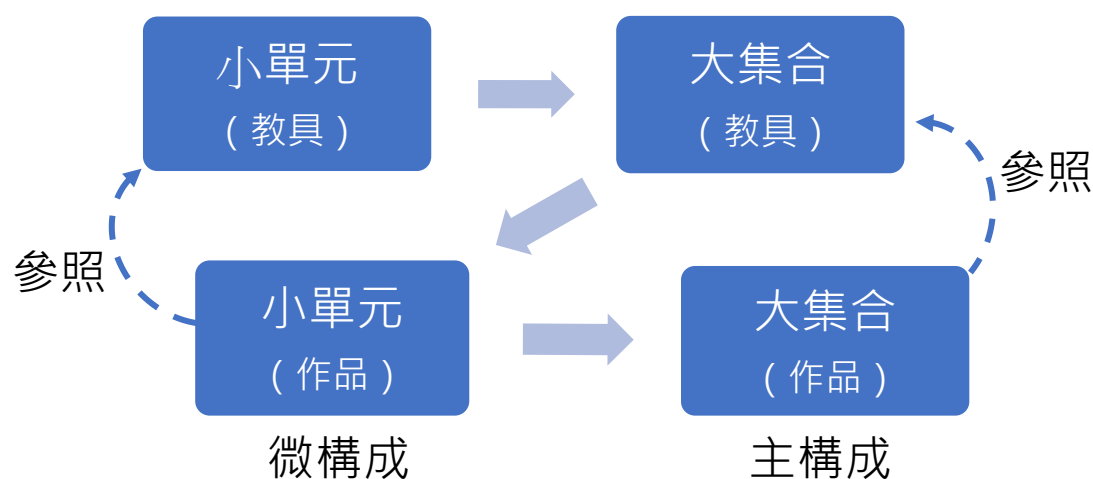 小單元
（教具）
大集合
（教具）
參照
參照
小單元
（作品）
大集合
（作品）
微構成
主構成